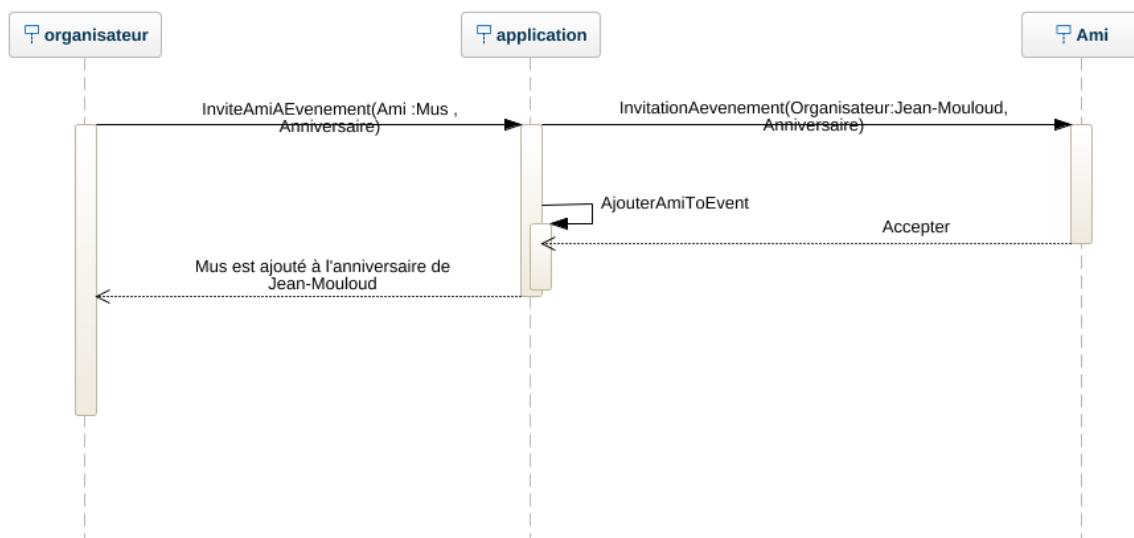 organisateur
application
Ami
InviteAmiAEvenement(Ami :Mus ,
Anniversaire)
InvitationAevenement(Organisateur:Jean-Mouloud,
Anniversaire)
AjouterAmiToEvent
Accepter
Mus est ajouté à l'anniversaire de
Jean-Mouloud